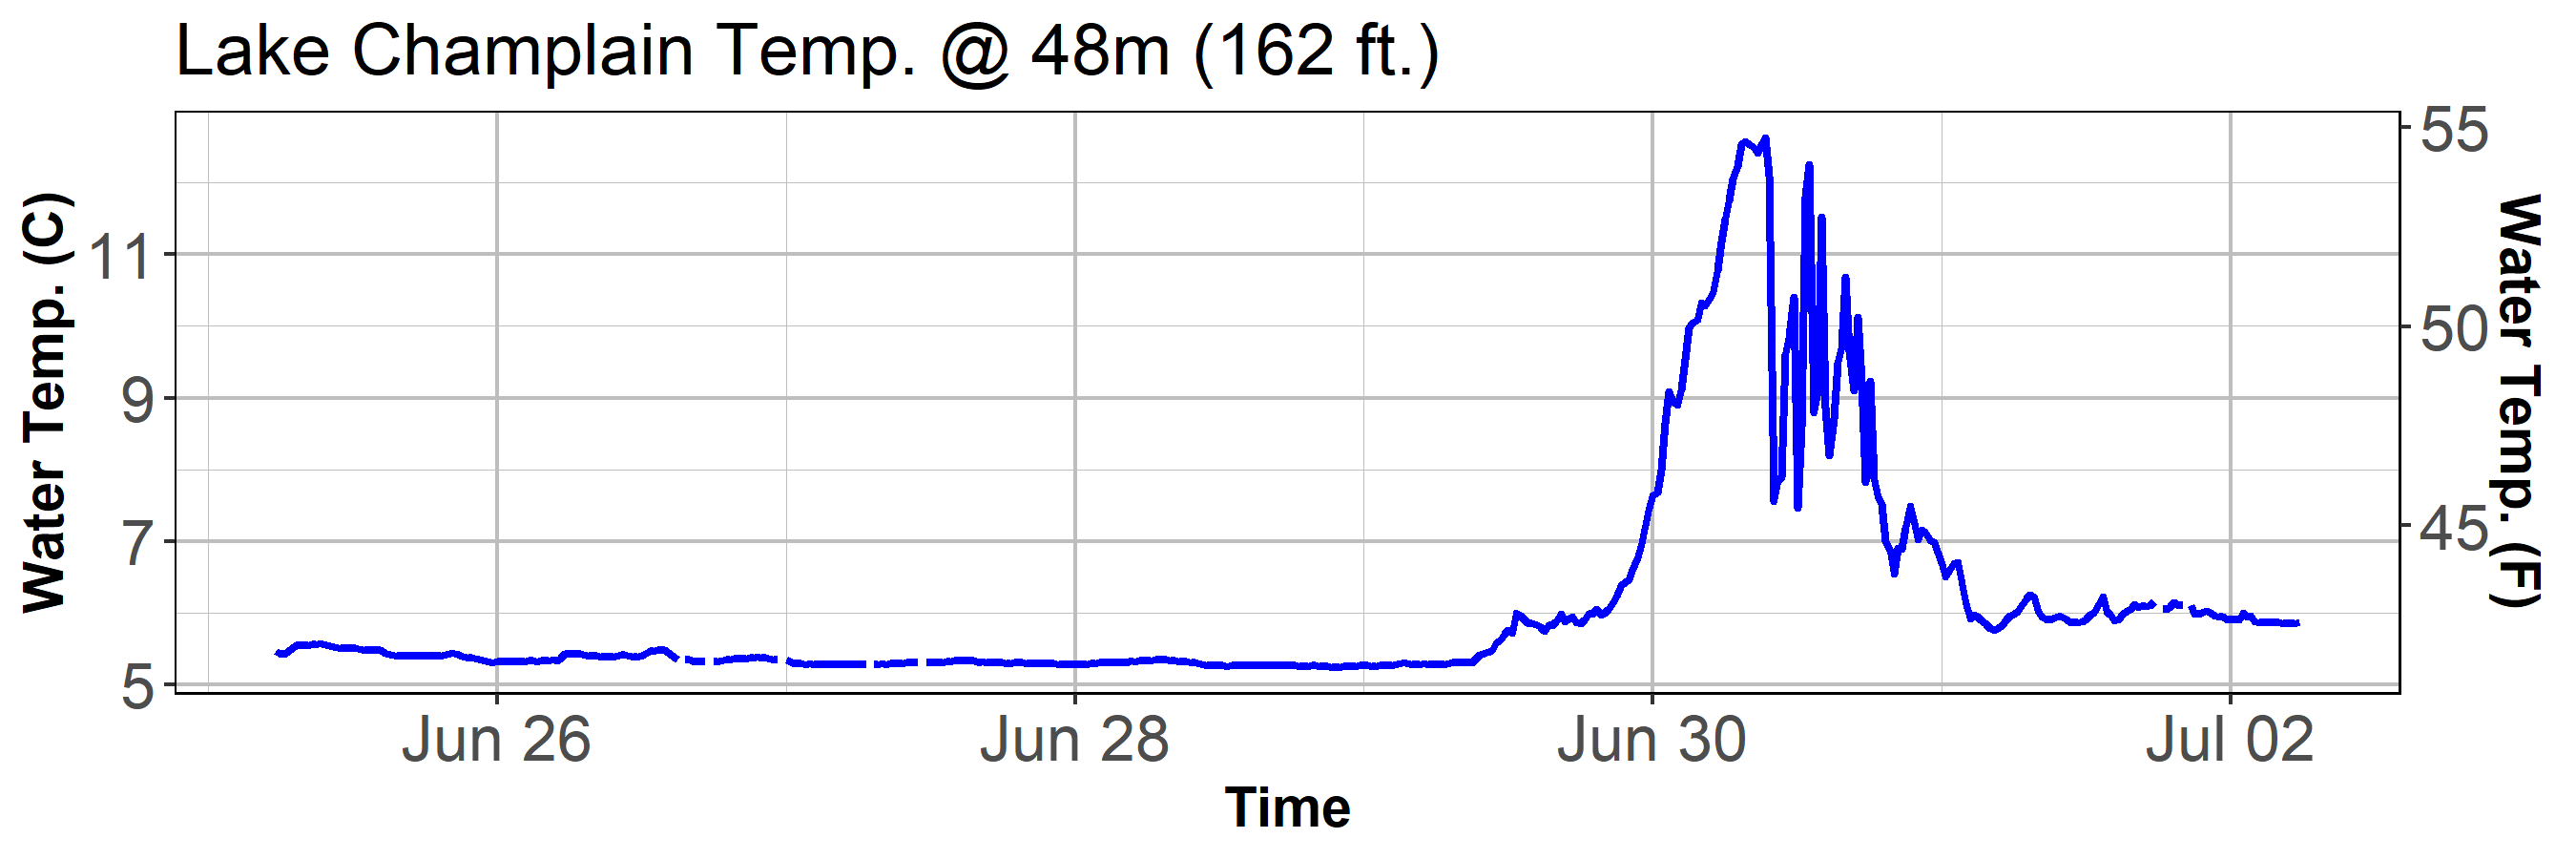 Lake Champlain Temp. @ 48m (162 ft.)
Water Temp. (C)
11
9
7
5
55
50
45
Water Temp. (F)
Jun 26 Jun 28 Jun 30 Jul 02
Time